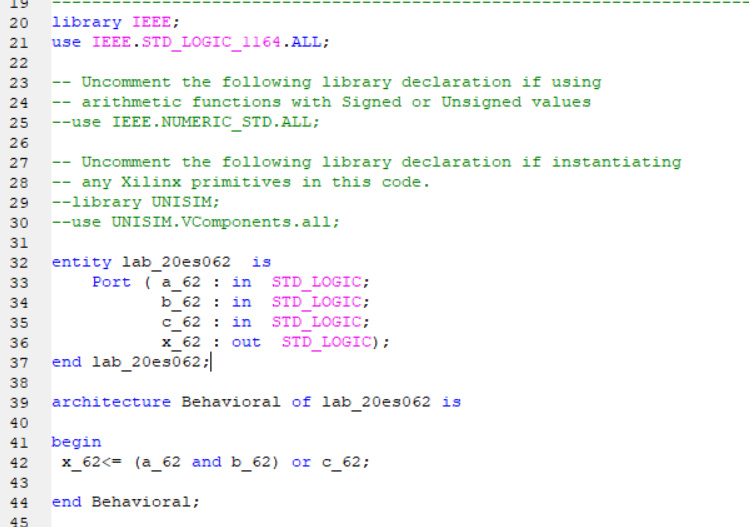 19 --------------------------------------------------------------------------------
20 library IEEE;
21 use IEEE.STD_LOGIC_1164.ALL;
22
23 -- Uncomment the following library declaration if using
24 -- arithmetic functions with Signed or Unsigned values
25 --use IEEE.NUMERIC_STD.ALL;
26
27 -- Uncomment the following library declaration if instantiating
28 -- any Xilinx primitives in this code.
29 --library UNISIM;
30 --use UNISIM.VComponents.all;
31
32 entity lab_20es062  is
33     Port ( a_62 : in  STD_LOGIC;
34            b_62 : in  STD_LOGIC;
35            c_62 : in  STD_LOGIC;
36            x_62 : out  STD_LOGIC);
37 end lab_20es062;
38
39 architecture Behavioral of lab_20es062 is
40
41 begin
42  x_62<= (a_62 and b_62) or c_62;
43
44 end Behavioral;
45